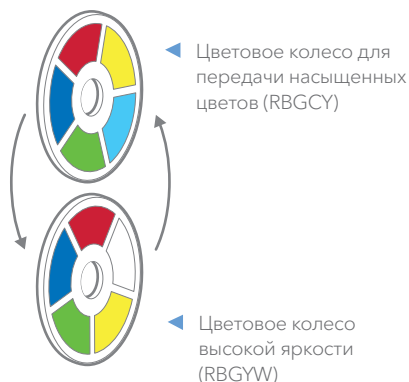 Цветовое колесо для
передачи насыщенных
цветов (RBGCY)
Цветовое колесо
высокой яркости
(RBGYW)